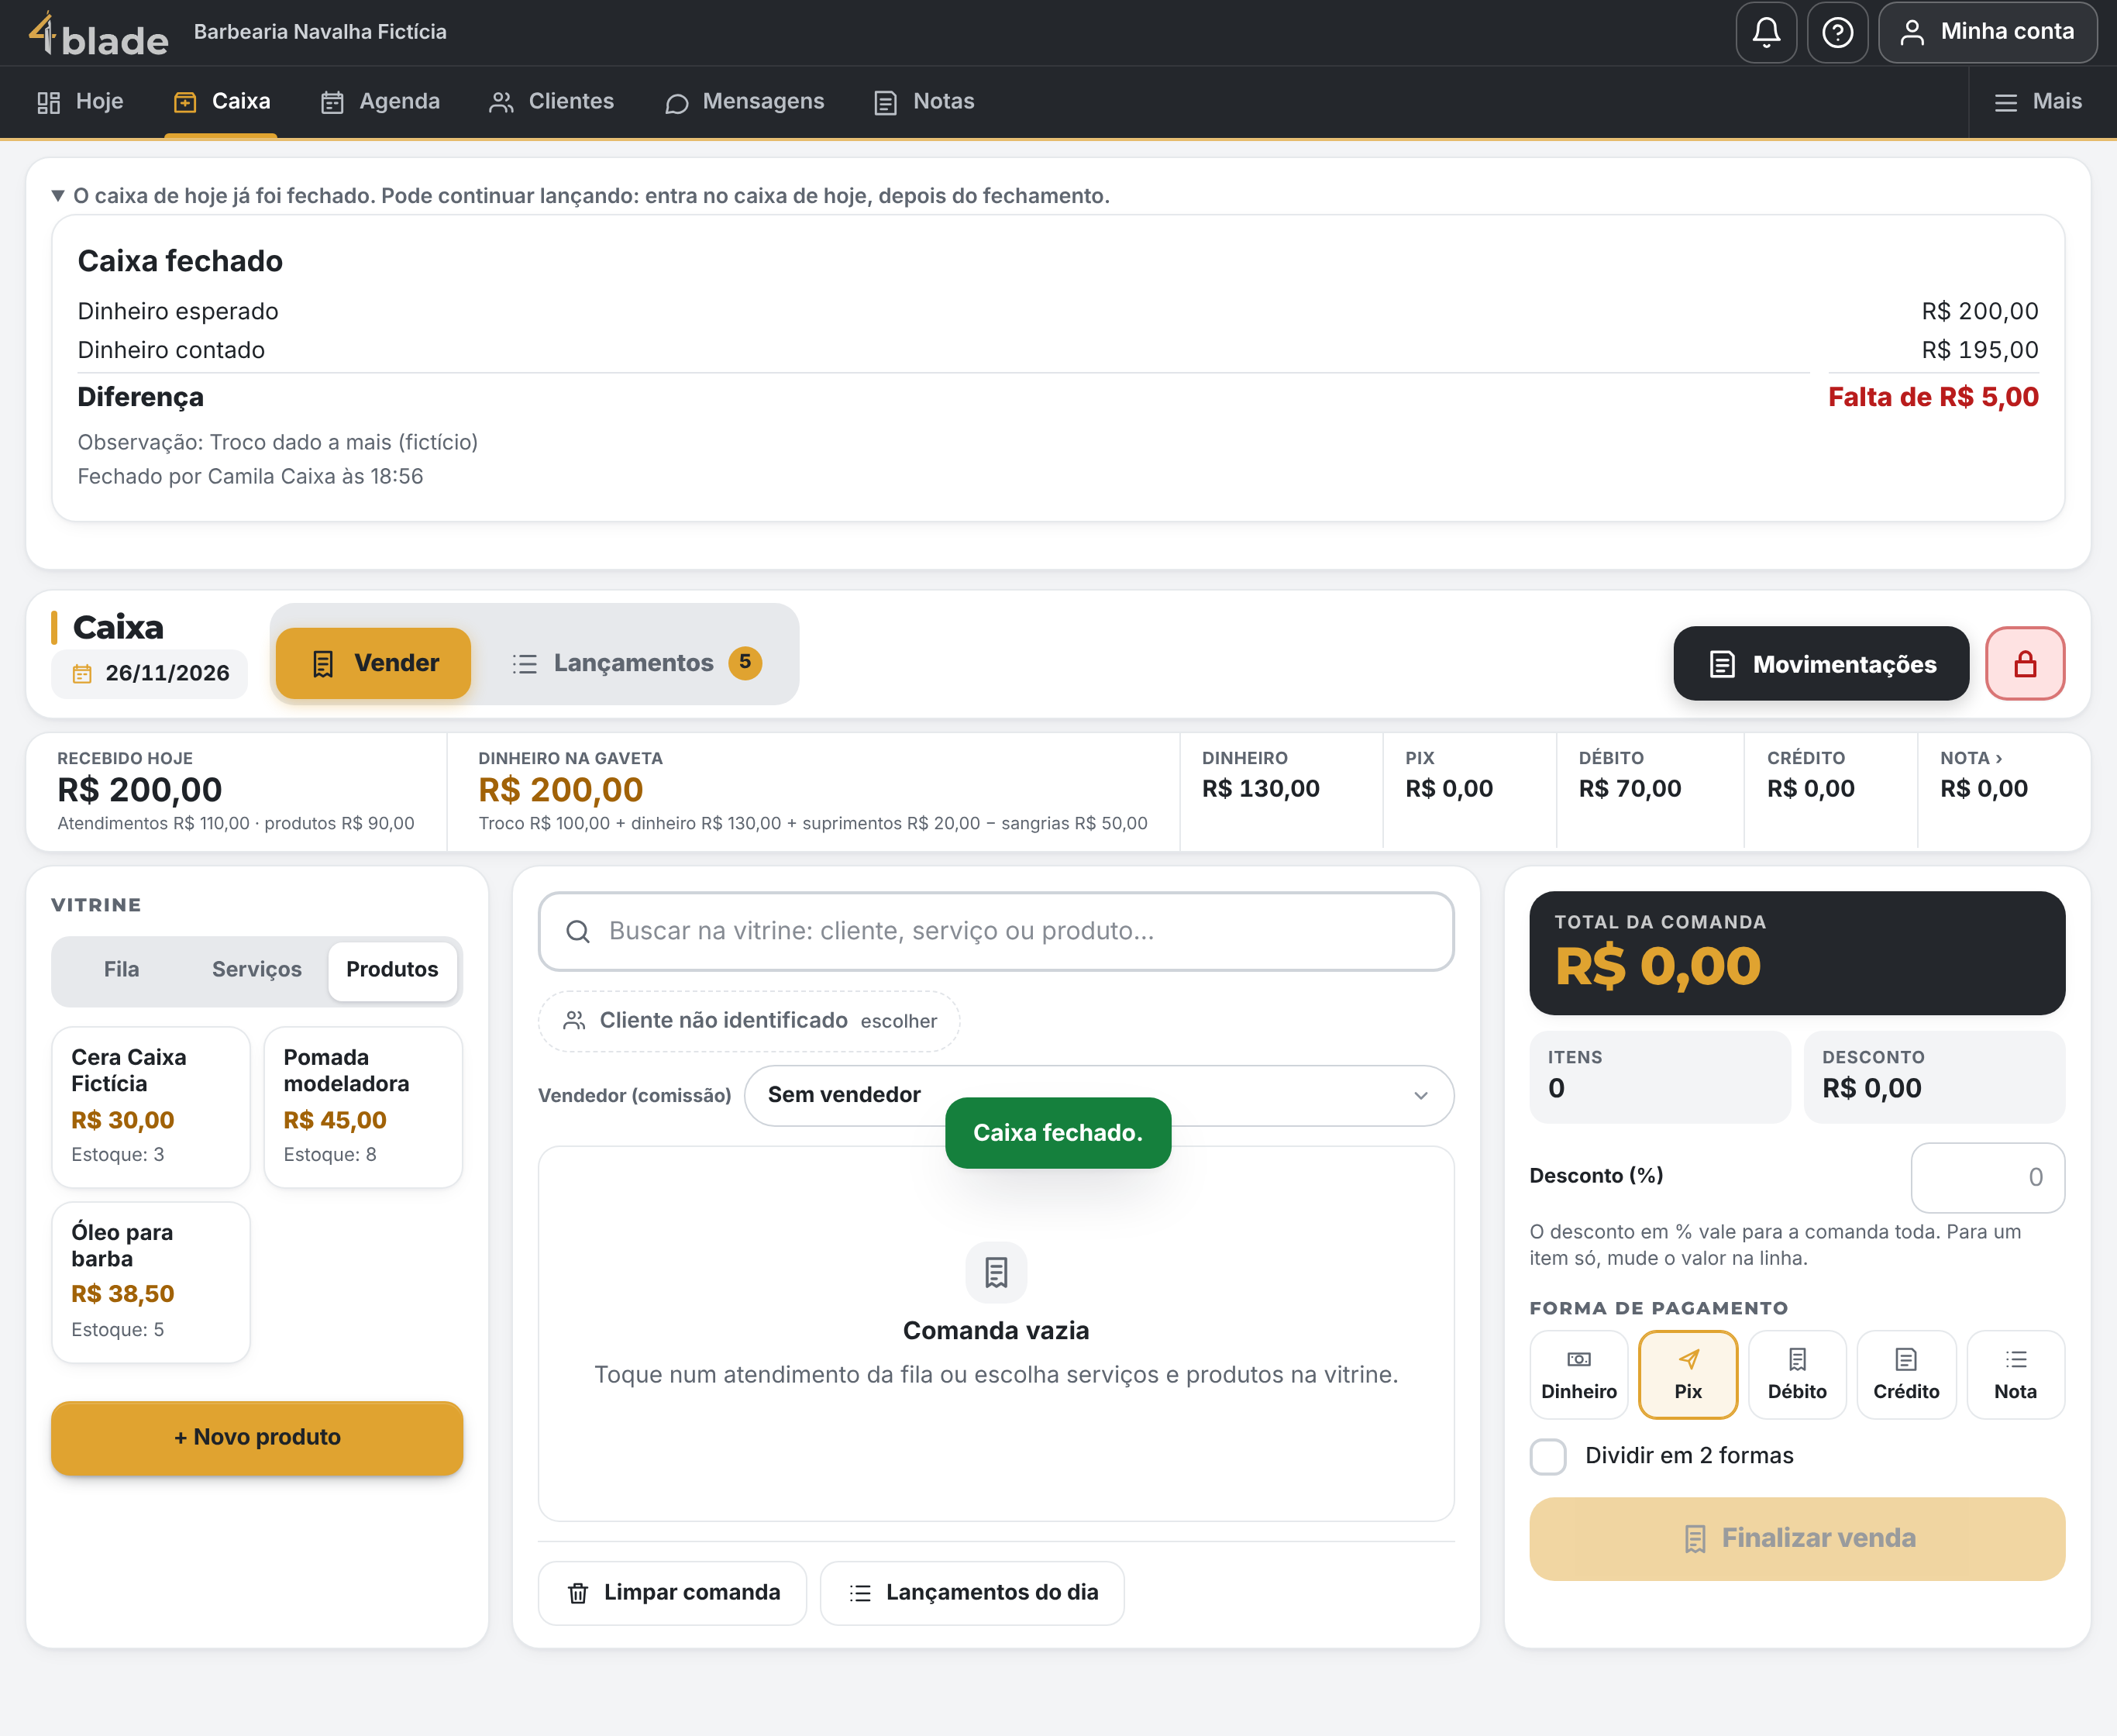 4blade
Barbearia Navalha Fictícia
Minha conta
Hoje
Caixa
Agenda
Clientes
Mensagens
Notas
Mais
▼ O caixa de hoje já foi fechado. Pode continuar lançando: entra no caixa de hoje, depois do fechamento.
Caixa fechado
Dinheiro esperado R$ 200,00
Dinheiro contado R$ 195,00
Diferença Falta de R$ 5,00
Observação: Troco dado a mais (fictício)
Fechado por Camila Caixa às 18:56
Caixa
26/11/2026
Vender
Lançamentos 5
Movimentações
RECEBIDO HOJE
R$ 200,00
Atendimentos R$ 110,00 · produtos R$ 90,00
DINHEIRO NA GAVETA
R$ 200,00
Troco R$ 100,00 + dinheiro R$ 130,00 + suprimentos R$ 20,00 − sangrias R$ 50,00
DINHEIRO
R$ 130,00
PIX
R$ 0,00
DÉBITO
R$ 70,00
CRÉDITO
R$ 0,00
NOTA ›
R$ 0,00
VITRINE
Fila
Serviços
Produtos
Cera Caixa
Fictícia
R$ 30,00
Estoque: 3
Pomada
modeladora
R$ 45,00
Estoque: 8
Óleo para
barba
R$ 38,50
Estoque: 5
+ Novo produto
Buscar na vitrine: cliente, serviço ou produto...
Cliente não identificado escolher
Vendedor (comissão) Sem vendedor
Caixa fechado.
Comanda vazia
Toque num atendimento da fila ou escolha serviços e produtos na vitrine.
Limpar comanda
Lançamentos do dia
TOTAL DA COMANDA
R$ 0,00
ITENS
0
DESCONTO
R$ 0,00
Desconto (%) 0
O desconto em % vale para a comanda toda. Para um
item só, mude o valor na linha.
FORMA DE PAGAMENTO
Dinheiro
Pix
Débito
Crédito
Nota
Dividir em 2 formas
Finalizar venda